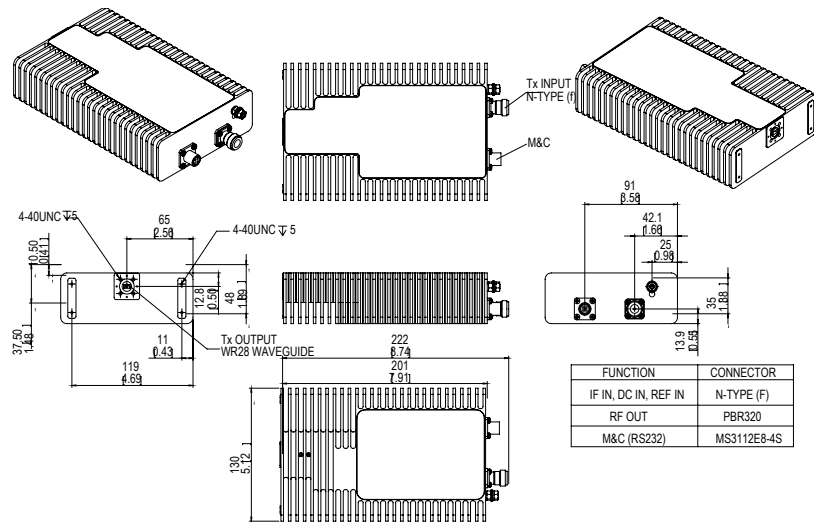 Tx INPUT
N-TYPE (f)
M&C
4-40UNC ↧5
65
[2.56]
4-40UNC ↧ 5
10.50
[0.41]
37.50
[1.48]
12.8
[0.50]
48
[1.89]
11
[0.43]
119
[4.69]
Tx OUTPUT
WR28 WAVEGUIDE
222
[8.74]
201
[7.91]
130
[5.12]
91
[3.58]
42.1
[1.66]
25
[0.98]
35
[1.38]
13.9
[0.55]
FUNCTION CONNECTOR
IF IN, DC IN, REF IN N-TYPE (F)
RF OUT PBR320
M&C (RS232) MS3112E8-4S